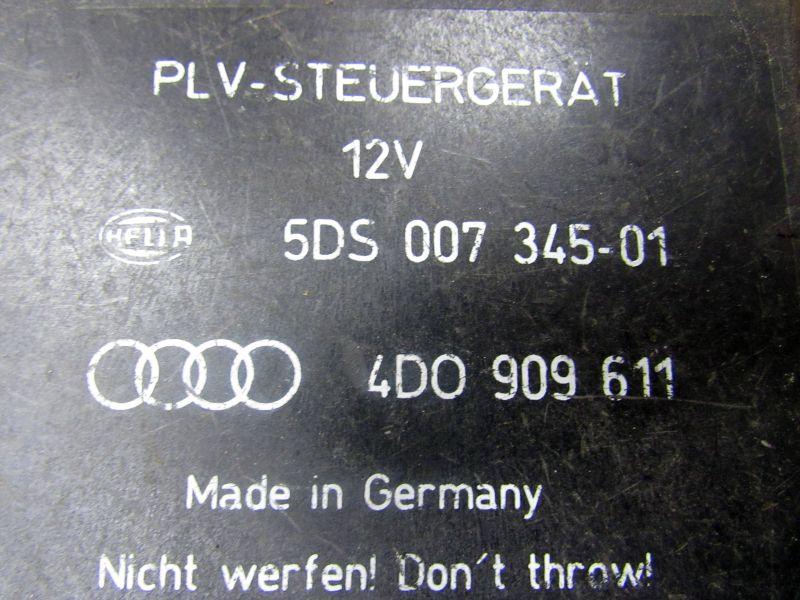 PLV-STEUERGERÄT
12V
HELLA 5DS 007 345-01
4D0 909 611
Made in Germany
Nicht werfen! Don´t throw!